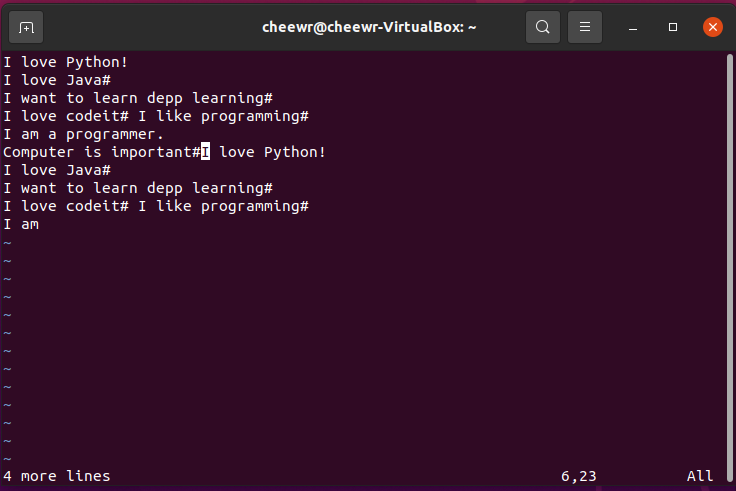 cheewr@cheewr-VirtualBox: ~
I love Python!
I love Java#
I want to learn depp learning#
I love codeit# I like programming#
I am a programmer.
Computer is important#I love Python!
I love Java#
I want to learn depp learning#
I love codeit# I like programming#
I am
~
~
~
~
~
~
~
~
~
~
~
~
~
4 more lines 6,23 All